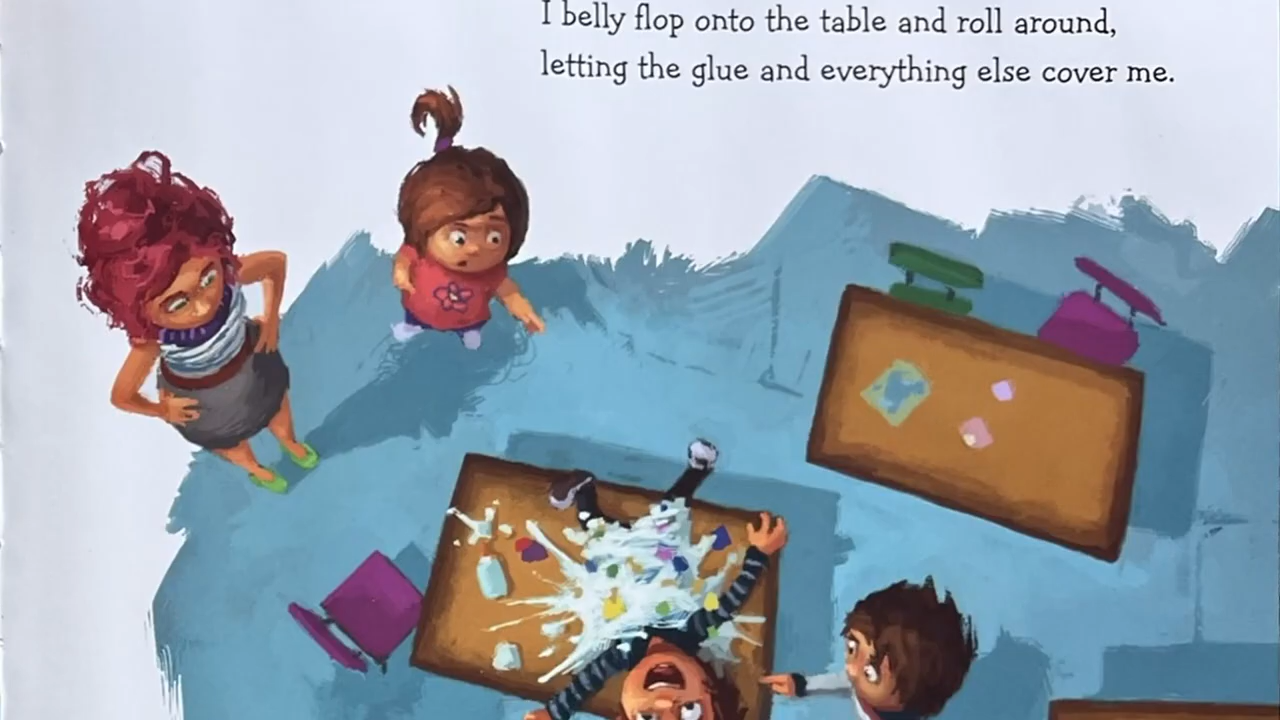 I belly flop onto the table and roll around,
letting the glue and everything else cover me.